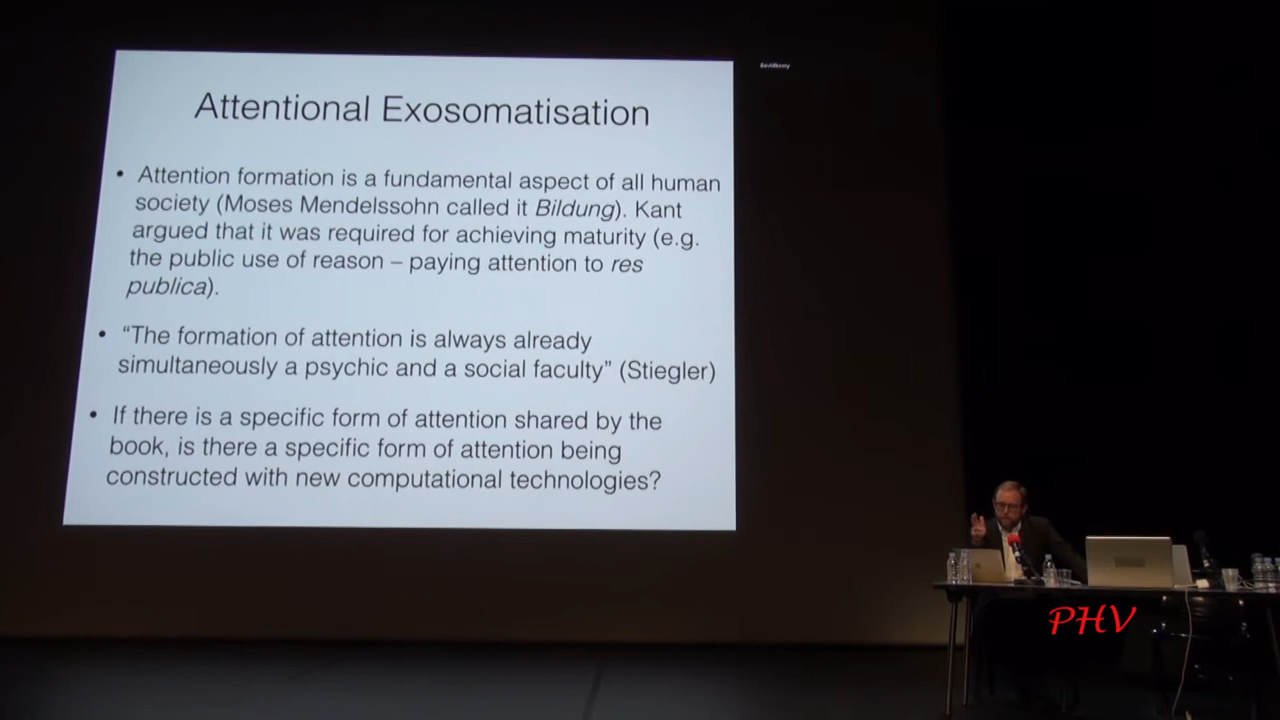 Attentional Exosomatisation
• Attention formation is a fundamental aspect of all human
society (Moses Mendelssohn called it Bildung). Kant
argued that it was required for achieving maturity (e.g.
the public use of reason – paying attention to res
publica).
• “The formation of attention is always already
simultaneously a psychic and a social faculty” (Stiegler)
• If there is a specific form of attention shared by the
book, is there a specific form of attention being
constructed with new computational technologies?
PHV